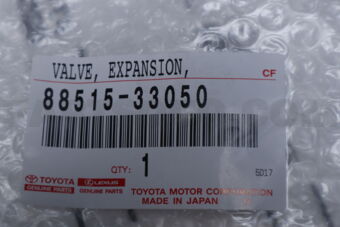 VALVE, EXPANSION,
CF
88515-33050
QTY: 1
5D17
TOYOTA
GENUINE PARTS
LEXUS
GENUINE PARTS
TOYOTA MOTOR CORPORATION
MADE IN JAPAN